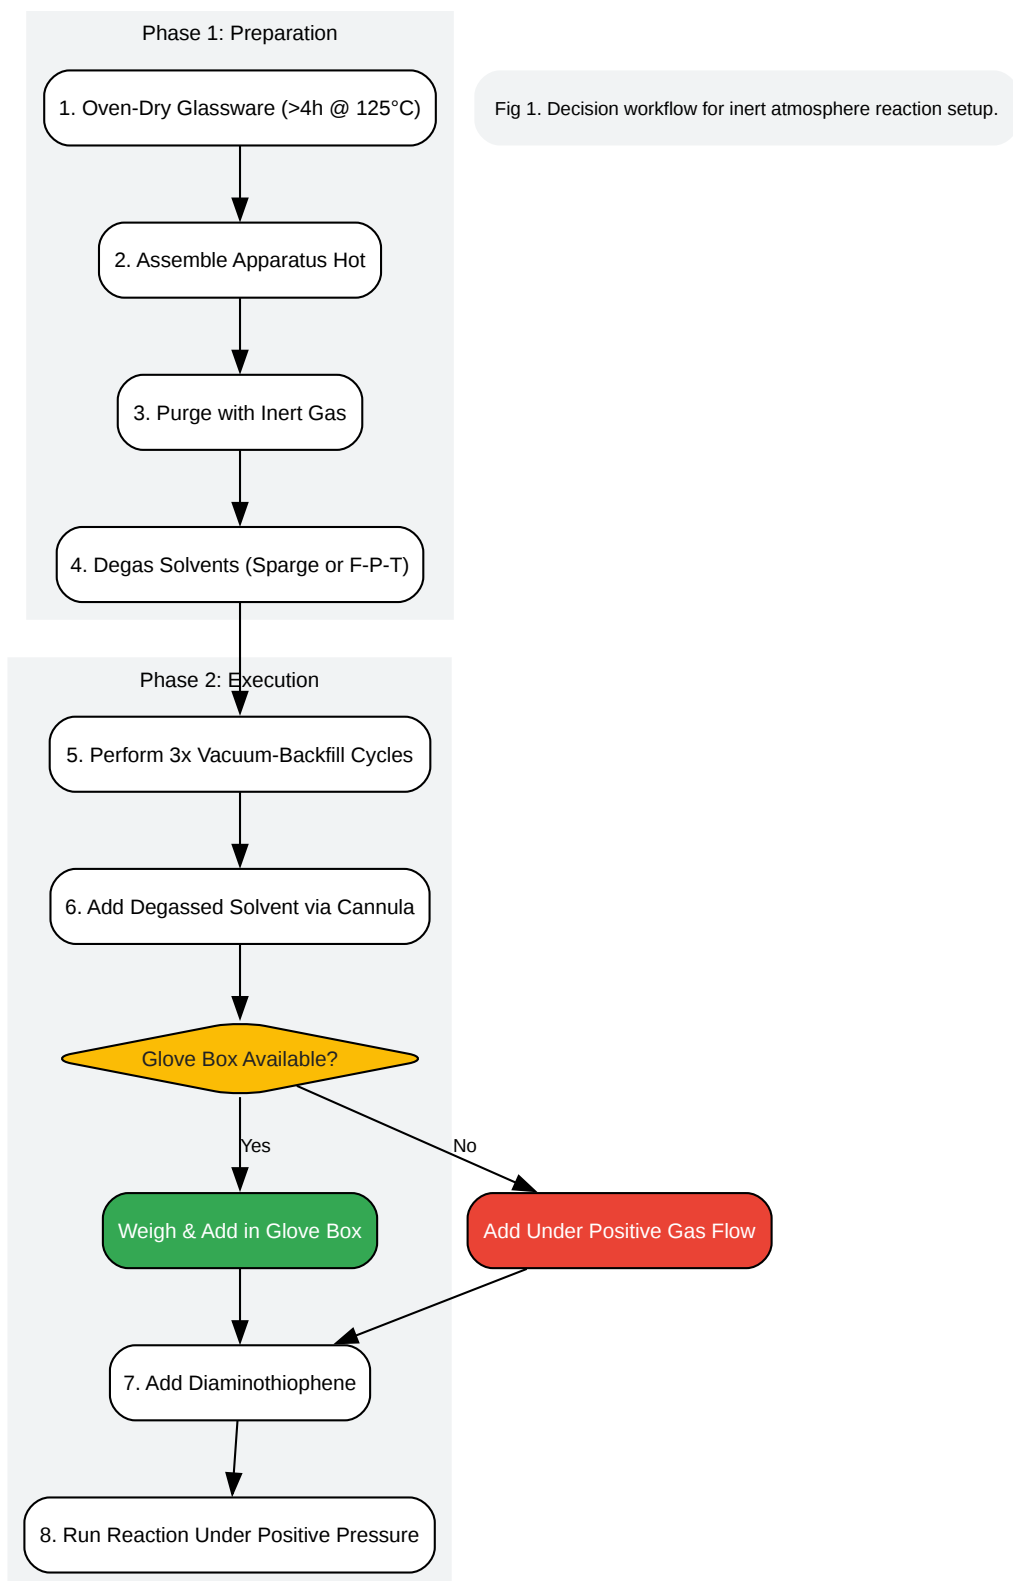 Phase 1: Preparation
1. Oven-Dry Glassware (>4h @ 125°C)
Fig 1. Decision workflow for inert atmosphere reaction setup.
2. Assemble Apparatus Hot
3. Purge with Inert Gas
4. Degas Solvents (Sparge or F-P-T)
Phase 2: Execution
5. Perform 3x Vacuum-Backfill Cycles
6. Add Degassed Solvent via Cannula
Glove Box Available?
Yes
No
Weigh & Add in Glove Box
Add Under Positive Gas Flow
7. Add Diaminothiophene
8. Run Reaction Under Positive Pressure